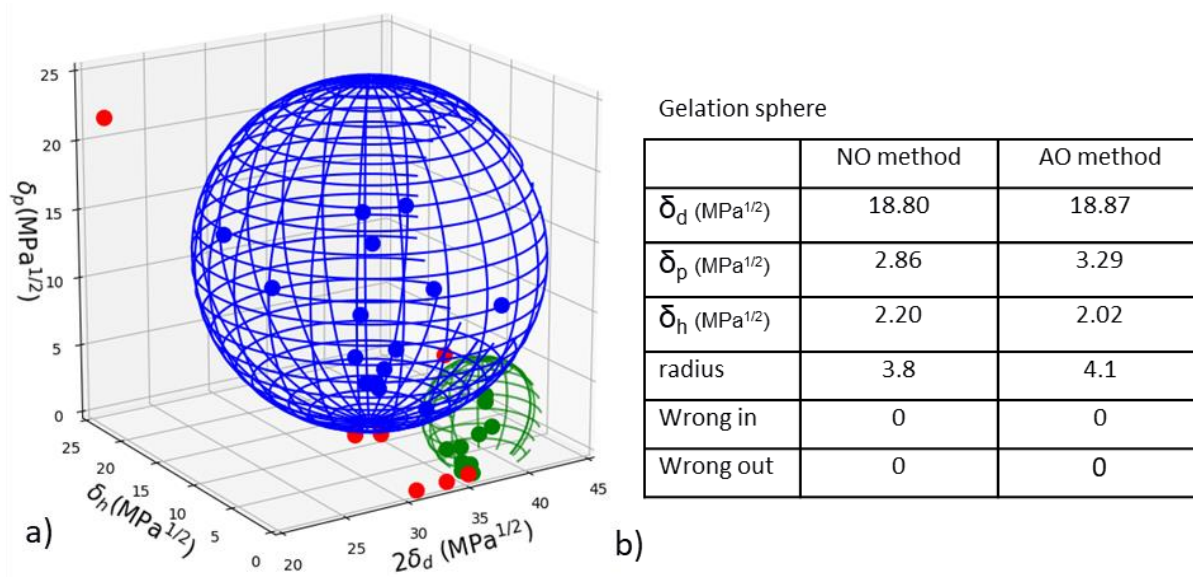 25
20
15
10
5
0
δp(MPa1/2)
25
20
15
10
5
0
δh(MPa1/2)
20
25
30
35
40
45
2δd (MPa1/2)
a)
b)
Gelation sphere
NO method AO method
δd (MPa1/2) 18.80 18.87
δp (MPa1/2) 2.86 3.29
δh (MPa1/2) 2.20 2.02
radius 3.8 4.1
Wrong in 0 0
Wrong out 0 0